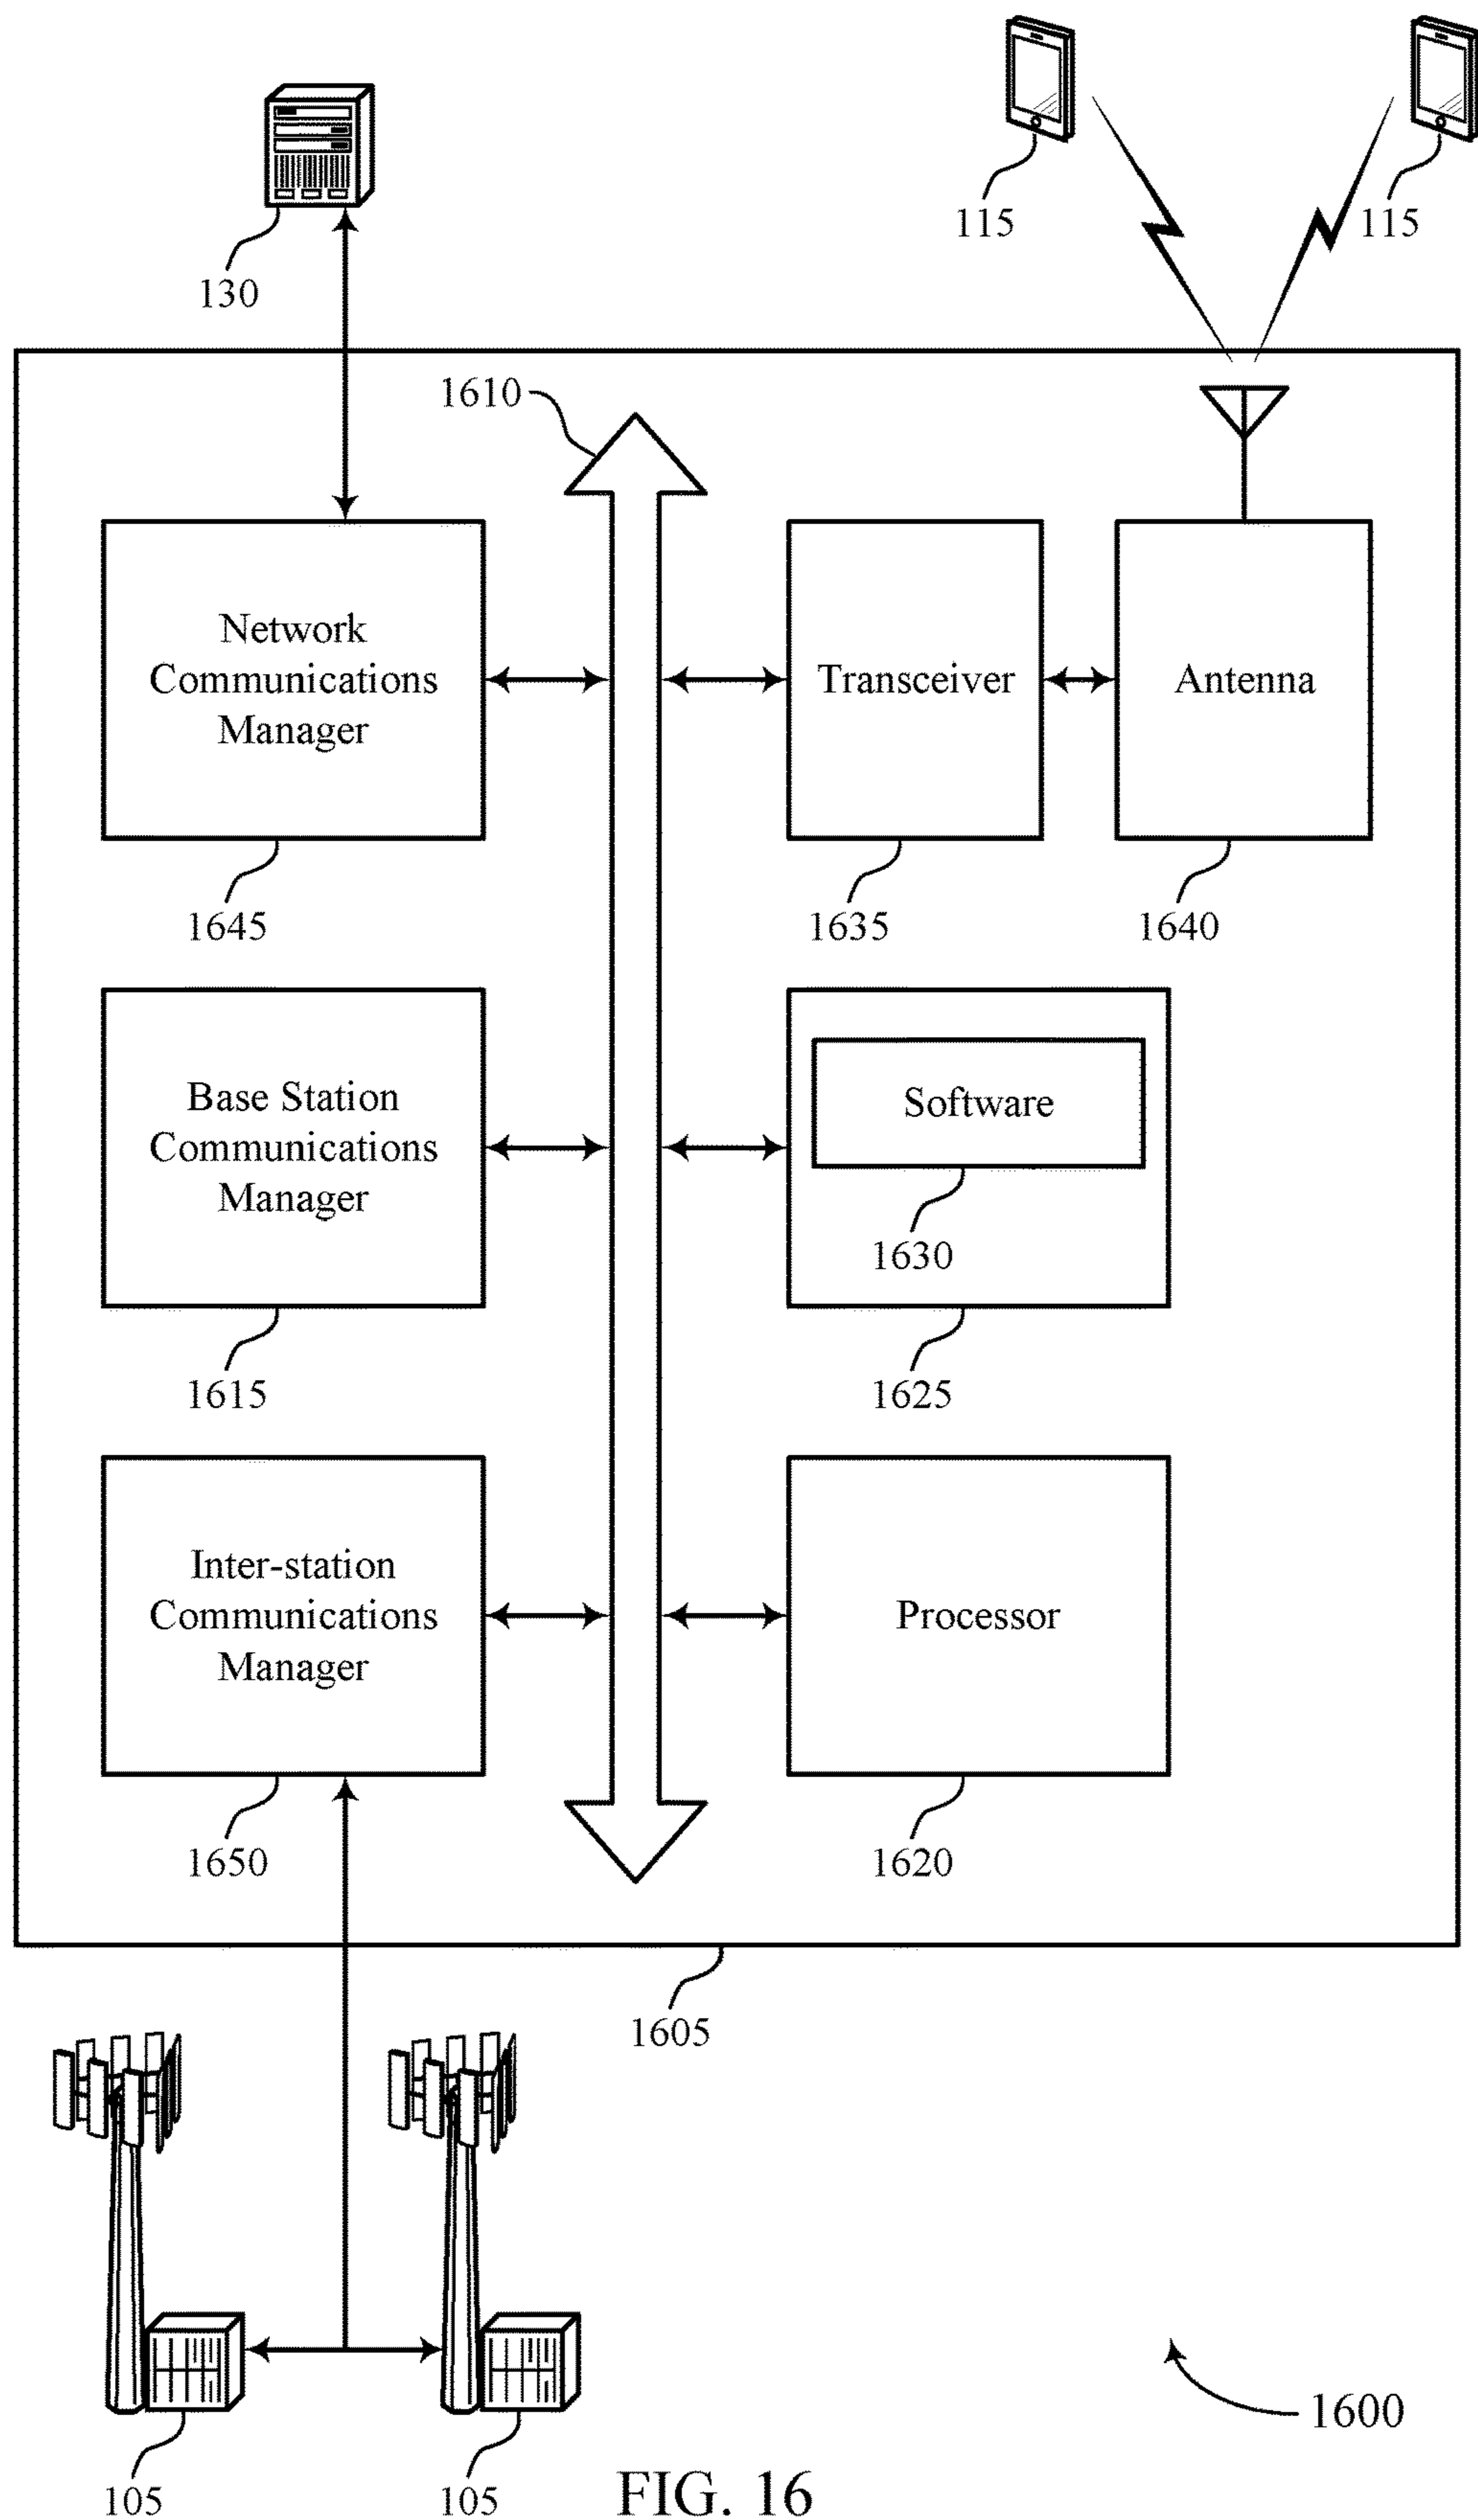 115
115
130
1610
Network
Communications
Manager
Transceiver
Antenna
1645
1635
1640
Base Station
Communications
Manager
Software
1630
1615
1625
Inter-station
Communications
Manager
Processor
1650
1620
1605
1600
105
105
FIG. 16